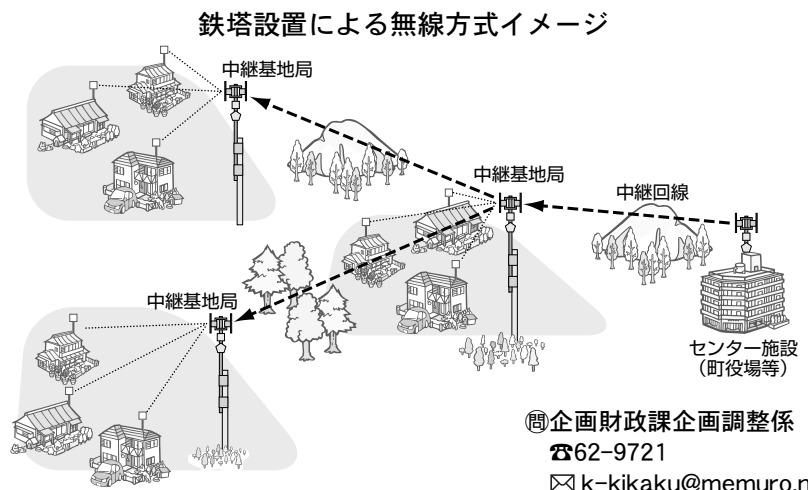 鉄塔設置による無線方式イメージ
中継基地局
中継基地局
中継回線
中継基地局
センター施設
（町役場等）
㉄企画財政課企画調整係
☎62−9721
✉k−kikaku@memuro.n